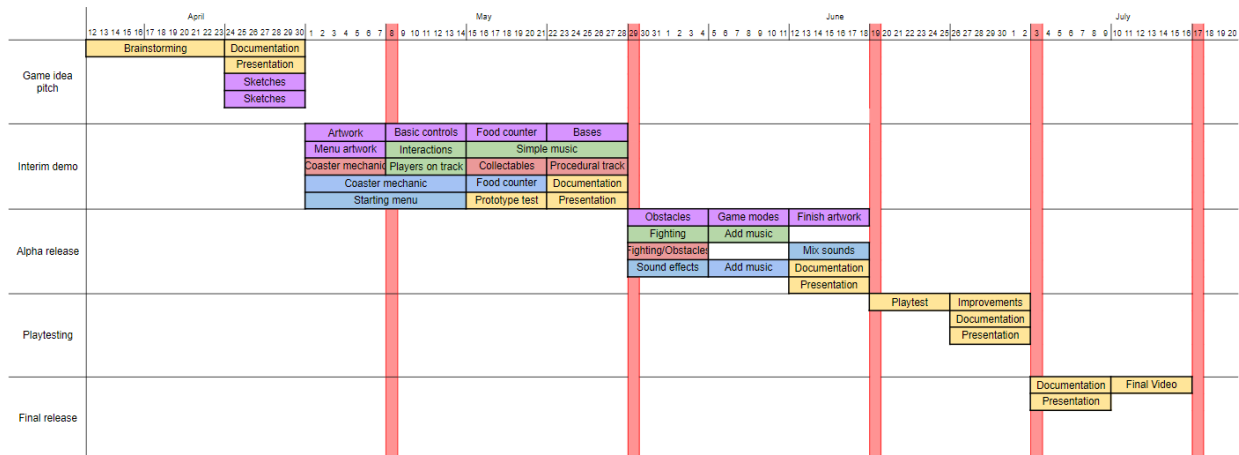 April May June July
12 13 14 15 16 17 18 19 20 21 22 23 24 25 26 27 28 29 30 1 2 3 4 5 6 7 8 9 10 11 12 13 14 15 16 17 18 19 20 21 22 23 24 25 26 27 28 29 30 31 1 2 3 4 5 6 7 8 9 10 11 12 13 14 15 16 17 18 19 20 21 22 23 24 25 26 27 28 29 30 1 2 3 4 5 6 7 8 9 10 11 12 13 14 15 16 17 18 19 20
Game idea
pitch
Brainstorming Documentation
Presentation
Sketches
Sketches
Interim demo
Artwork Basic controls Food counter Bases
Menu artwork Interactions Simple music
Coaster mechanic Players on track Collectables Procedural track
Coaster mechanic Food counter Documentation
Starting menu Prototype test Presentation
Alpha release
Obstacles Game modes Finish artwork
Fighting Add music
Fighting/Obstacles Mix sounds
Sound effects Add music Documentation
Presentation
Playtesting
Playtest Improvements
Documentation
Presentation
Final release
Documentation Final Video
Presentation